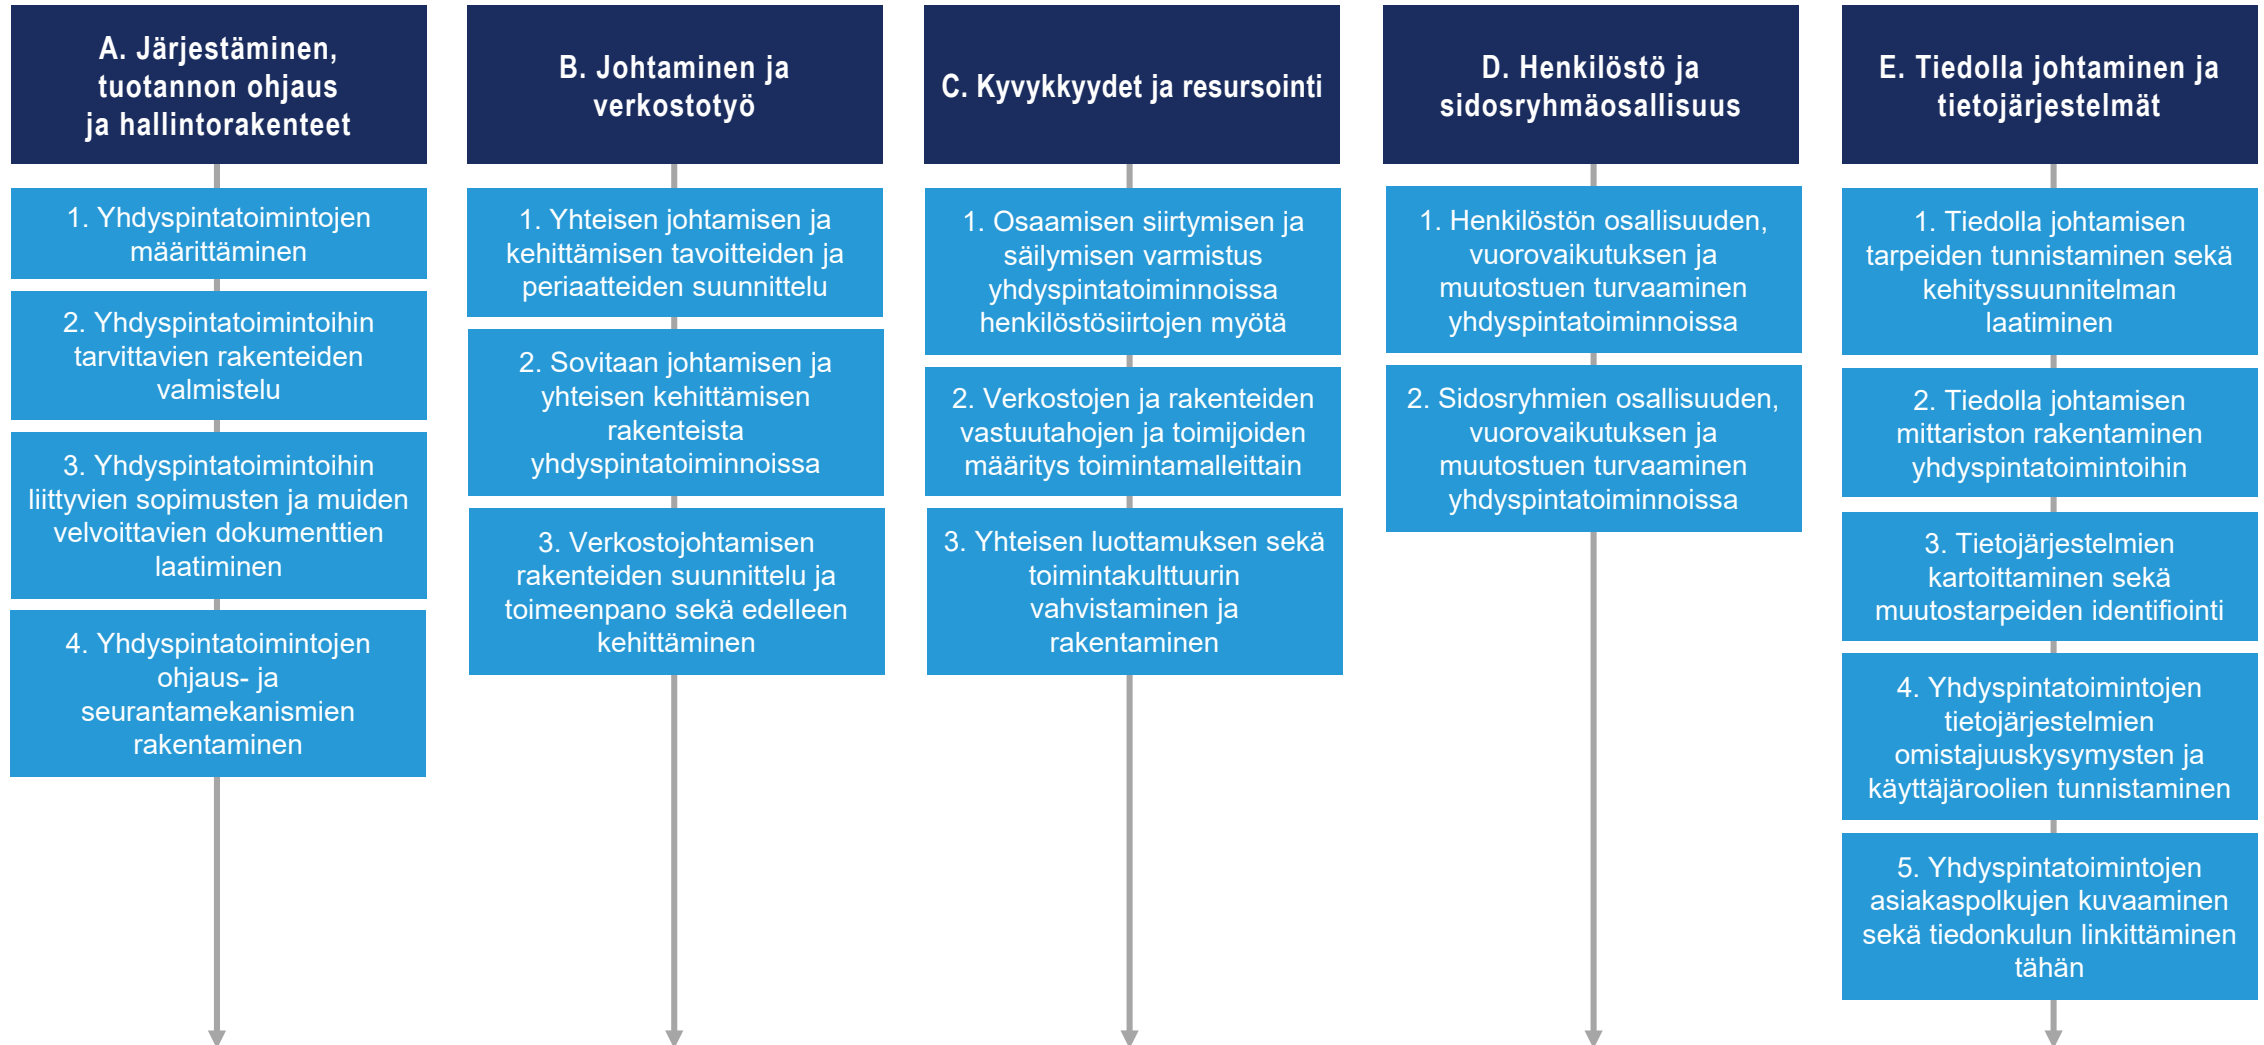 A. Järjestäminen,
tuotannon ohjaus
ja hallintorakenteet
1. Yhdyspintatoimintojen
määrittäminen
2. Yhdyspintatoimintoihin
tarvittavien rakenteiden
valmistelu
3. Yhdyspintatoimintoihin
liittyvien sopimusten ja muiden
velvoittavien dokumenttien
laatiminen
4. Yhdyspintatoimintojen
ohjaus- ja
seurantamekanismien
rakentaminen
B. Johtaminen ja
verkostotyö
1. Yhteisen johtamisen ja
kehittämisen tavoitteiden ja
periaatteiden suunnittelu
2. Sovitaan johtamisen ja
yhteisen kehittämisen
rakenteista
yhdyspintatoiminnoissa
3. Verkostojohtamisen
rakenteiden suunnittelu ja
toimeenpano sekä edelleen
kehittäminen
C. Kyvykkyydet ja resursointi
1. Osaamisen siirtymisen ja
säilymisen varmistus
yhdyspintatoiminnoissa
henkilöstösiirtojen myötä
2. Verkostojen ja rakenteiden
vastuutahojen ja toimijoiden
määritys toimintamalleittain
3. Yhteisen luottamuksen sekä
toimintakulttuurin
vahvistaminen ja
rakentaminen
D. Henkilöstö ja
sidosryhmäosallisuus
1. Henkilöstön osallisuuden,
vuorovaikutuksen ja
muutostuen turvaaminen
yhdyspintatoiminnoissa
2. Sidosryhmien osallisuuden,
vuorovaikutuksen ja
muutostuen turvaaminen
yhdyspintatoiminnoissa
E. Tiedolla johtaminen ja
tietojärjestelmät
1. Tiedolla johtamisen
tarpeiden tunnistaminen sekä
kehityssuunnitelman
laatiminen
2. Tiedolla johtamisen
mittariston rakentaminen
yhdyspintatoimintoihin
3. Tietojärjestelmien
kartoittaminen sekä
muutostarpeiden identifiointi
4. Yhdyspintatoimintojen
tietojärjestelmien
omistajuuskysymysten ja
käyttäjäroolien tunnistaminen
5. Yhdyspintatoimintojen
asiakaspolkujen kuvaaminen
sekä tiedonkulun linkittäminen
tähän